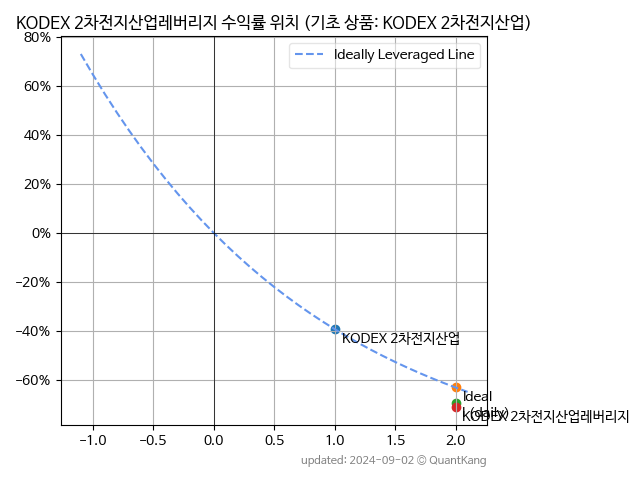 KODEX 2차전지산업레버리지 수익률 위치 (기초 상품: KODEX 2차전지산업)
80%
60%
40%
20%
0%
−20%
−40%
−60%
Ideally Leveraged Line
KODEX 2차전지산업
Ideal
(daily)
KODEX 2차전지산업레버리지
−1.0 −0.5 0.0 0.5 1.0 1.5 2.0
updated: 2024-09-02 © QuantKang